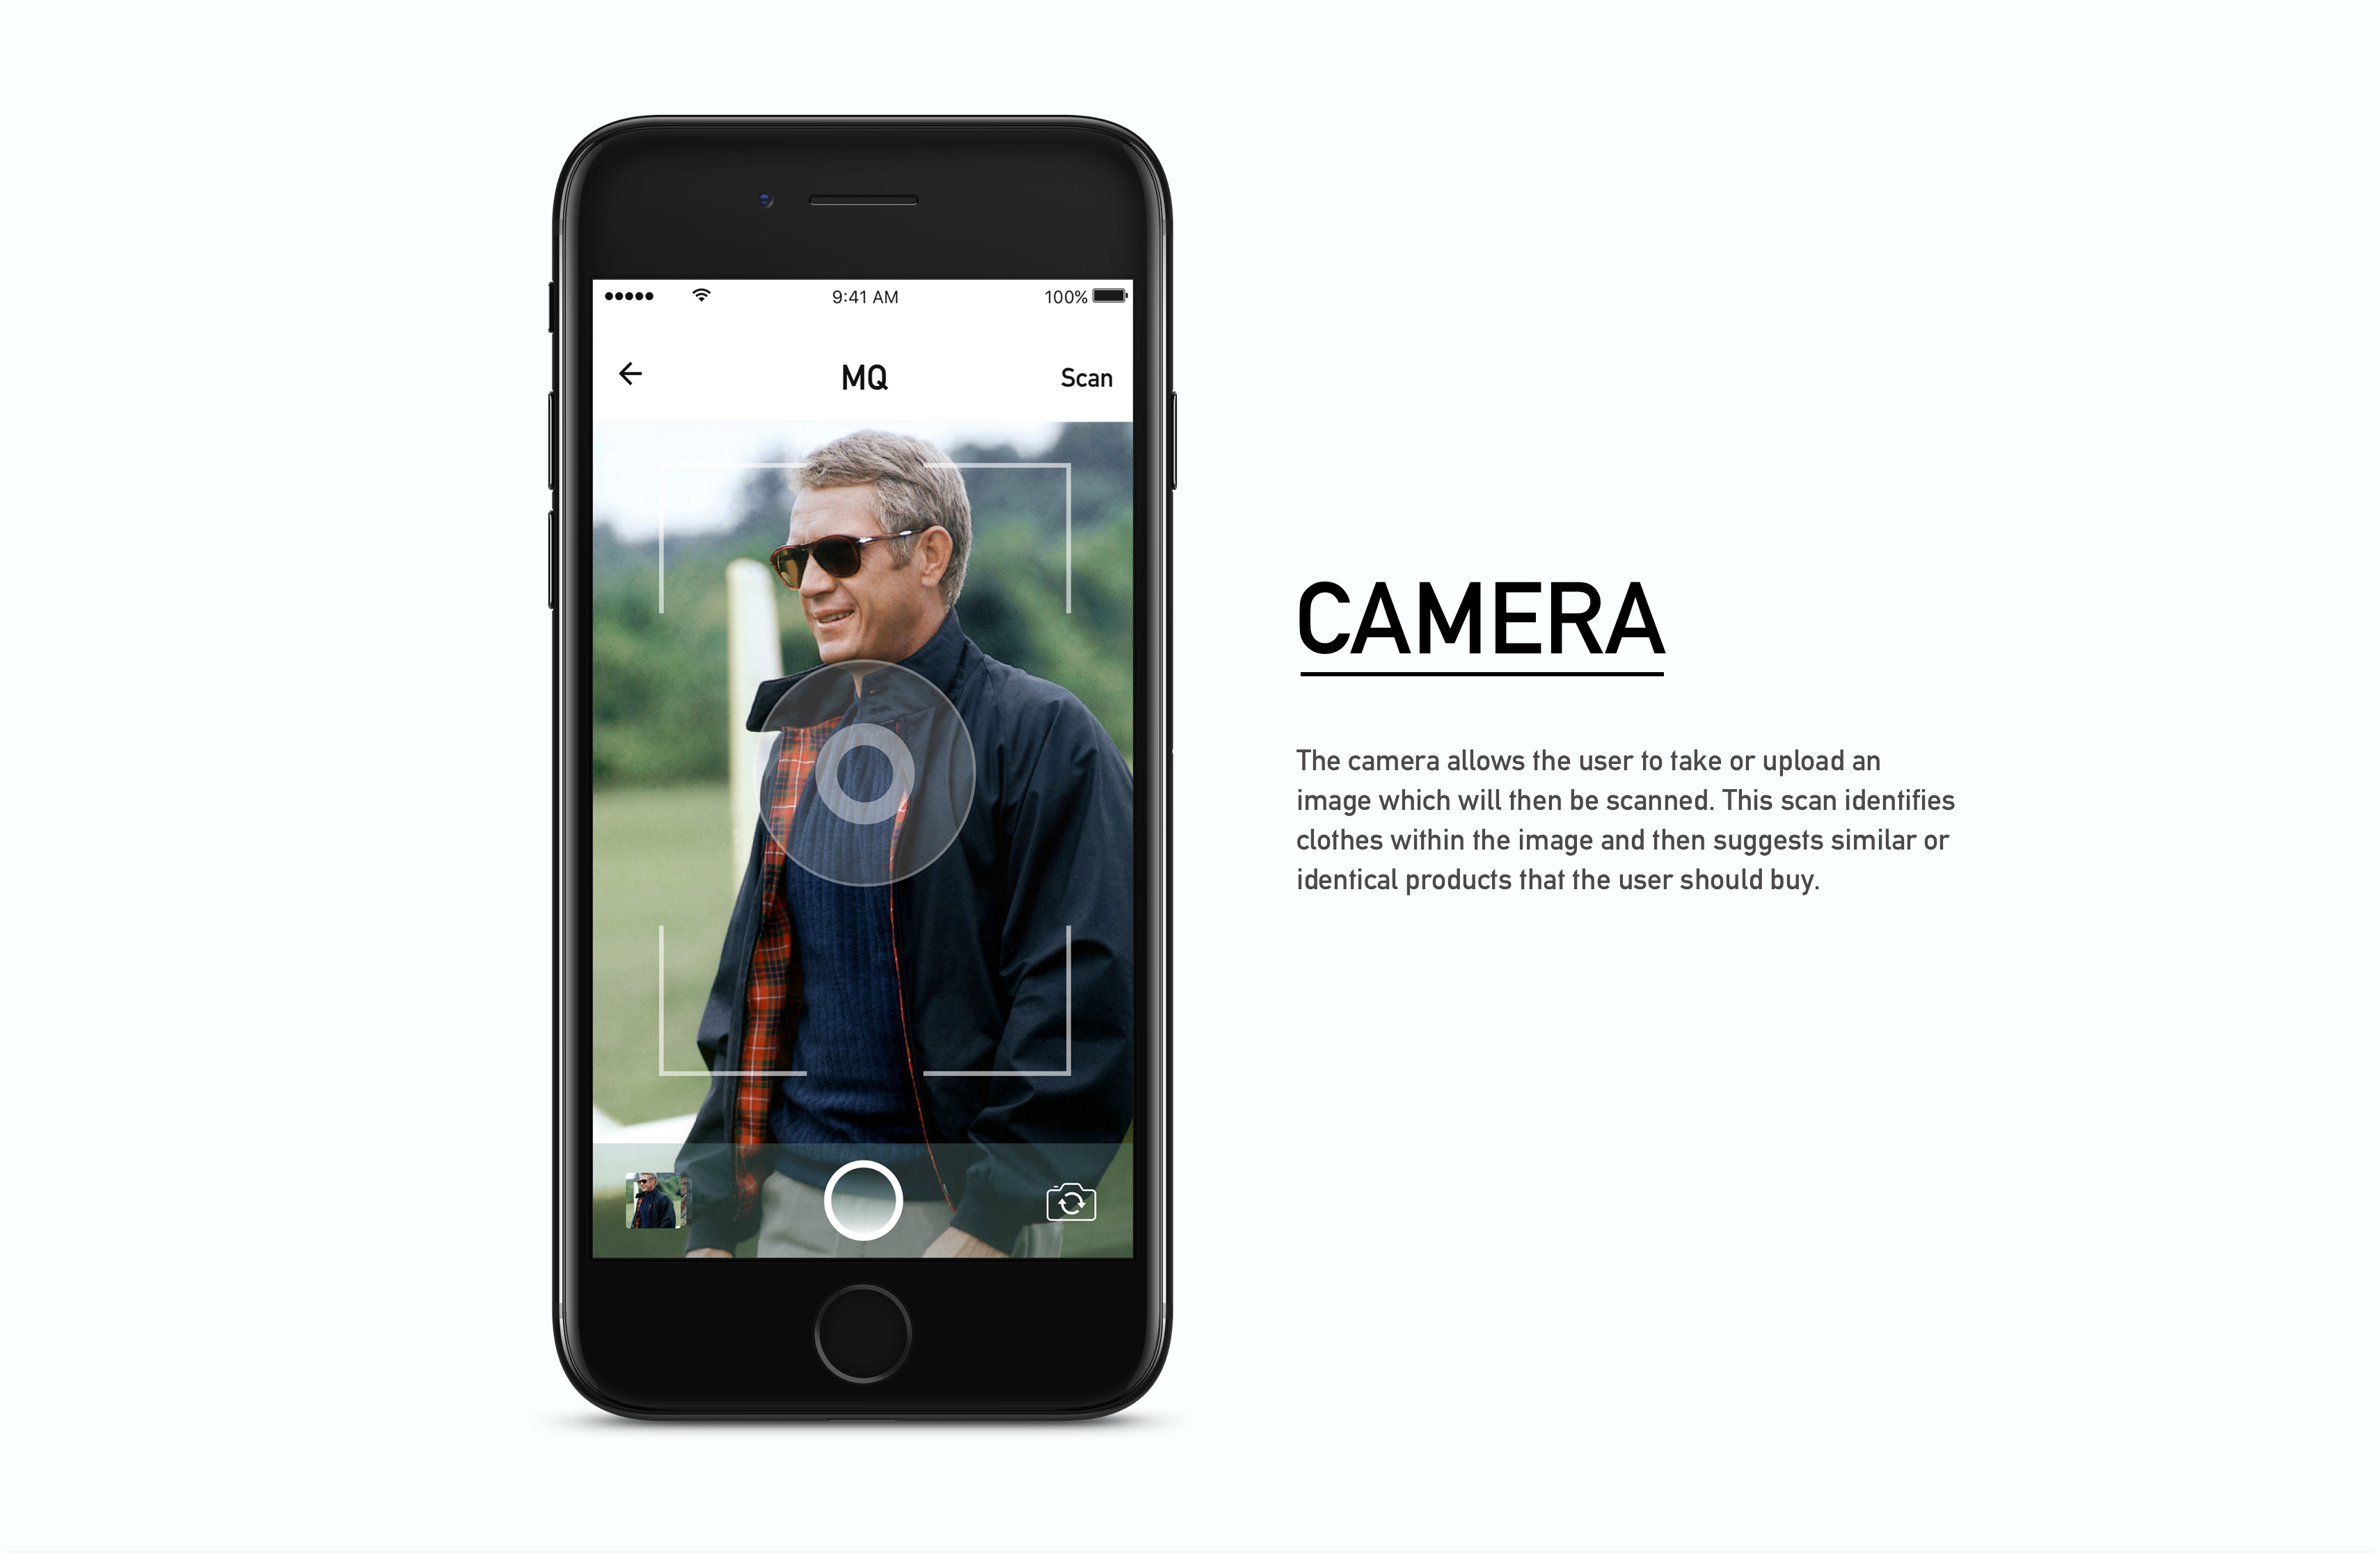 9:41 AM
100%
MQ
Scan
CAMERA
The camera allows the user to take or upload an
image which will then be scanned. This scan identifies
clothes within the image and then suggests similar or
identical products that the user should buy.